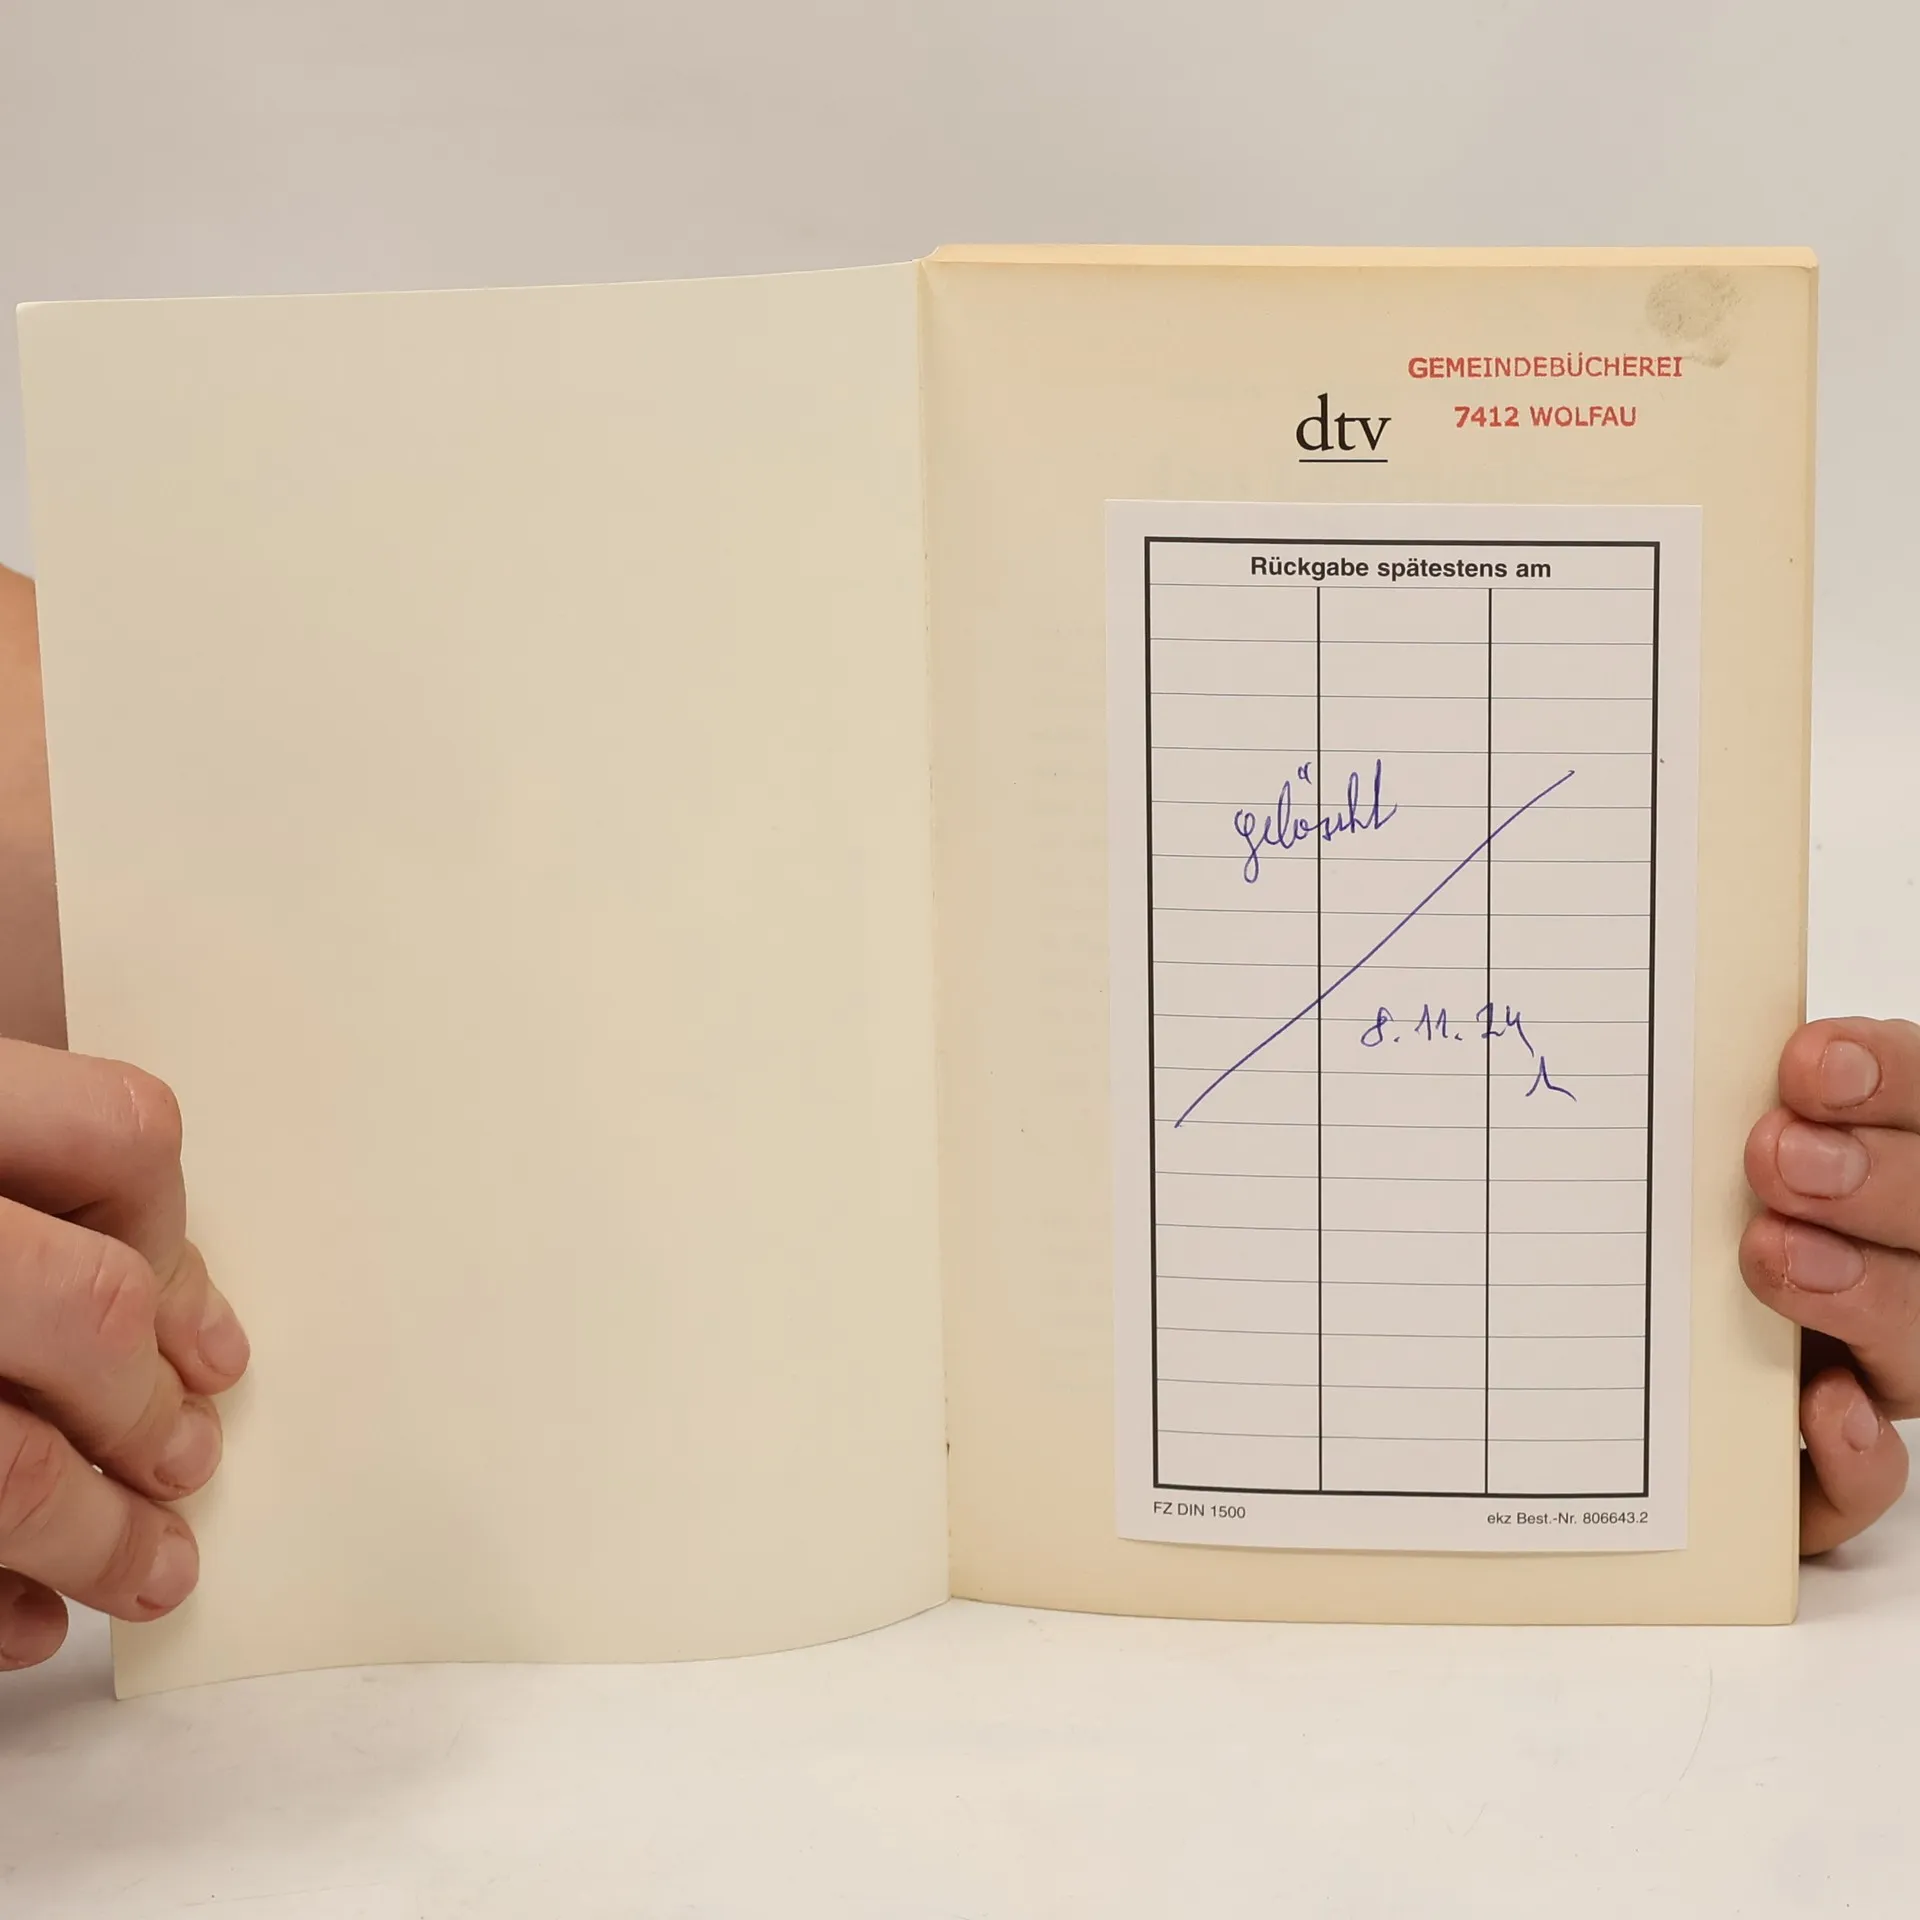 GEMEINDEBÜCHEREI
7412 WOLFAU
dtv
Rückgabe spätestens am
gelöscht
8. 11. 24
FZ DIN 1500
ekz Best.-Nr. 806643.2